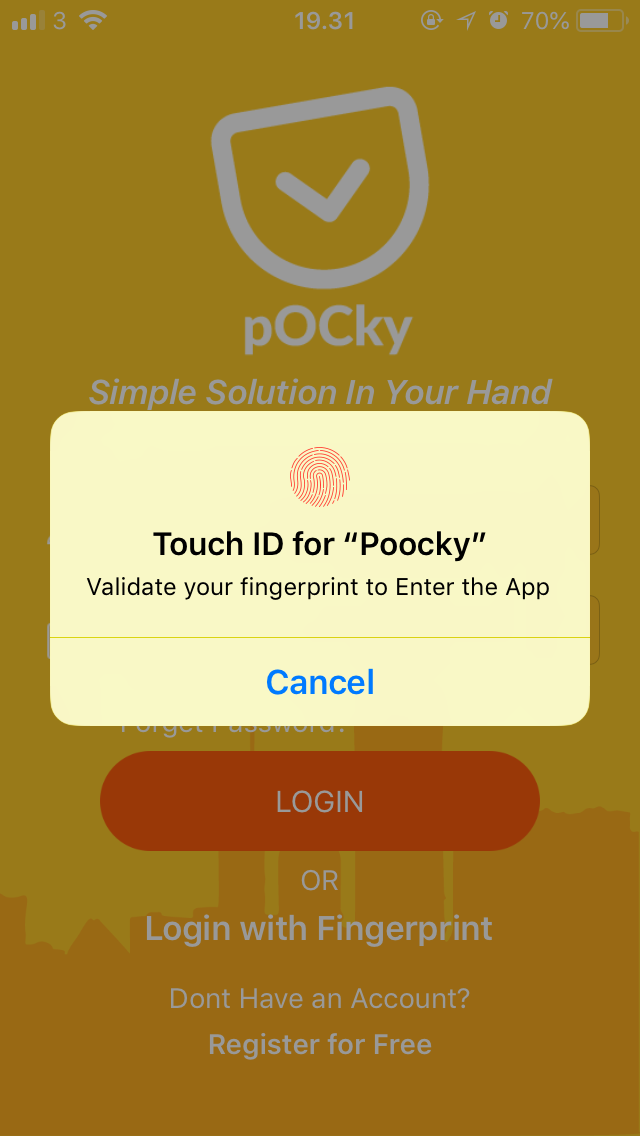 3 19.31 70%
pOCky
Simple Solution In Your Hand
Touch ID for “Poocky”
Validate your fingerprint to Enter the App
Cancel
Forget Password?
LOGIN
OR
Login with Fingerprint
Dont Have an Account?
Register for Free